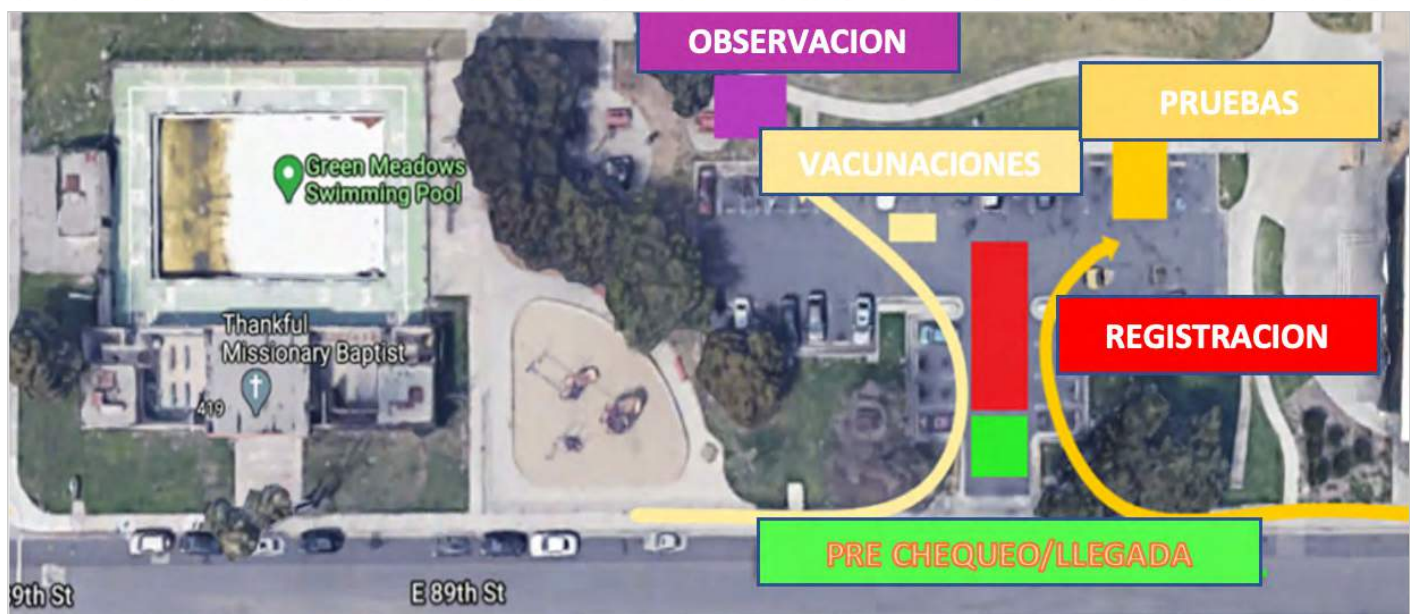 OBSERVACION
PRUEBAS
VACUNACIONES
Green Meadows
Swimming Pool
REGISTRACION
Thankful
Missionary Baptist
419
PRE CHEQUEO/LLEGADA
9th St
E 89th St